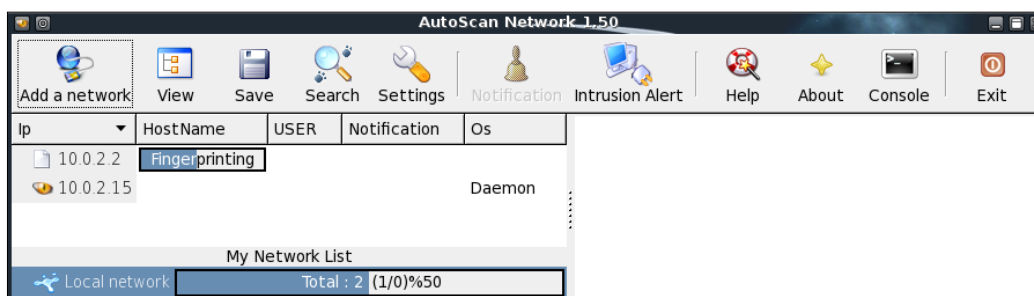 AutoScan Network 1,50
Add a network View Save Search Settings Notification Intrusion Alert Help About Console Exit
Ip HostName USER Notification Os
10.0.2.2 Fingerprinting
10.0.2.15 Daemon
My Network List
Local network Total : 2 (1/0)%50